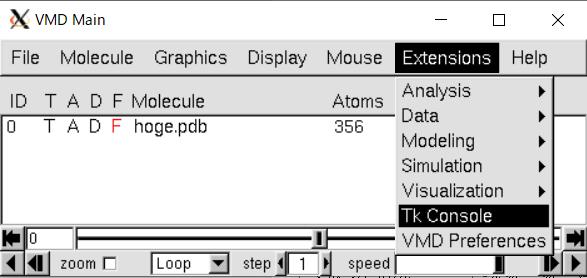 VMD Main
File Molecule Graphics Display Mouse Extensions Help
ID T A D F Molecule Atoms
0 T A D F hoge.pdb 356
Analysis
Data
Modeling
Simulation
Visualization
Tk Console
VMD Preferences
0
zoom Loop step 1 speed